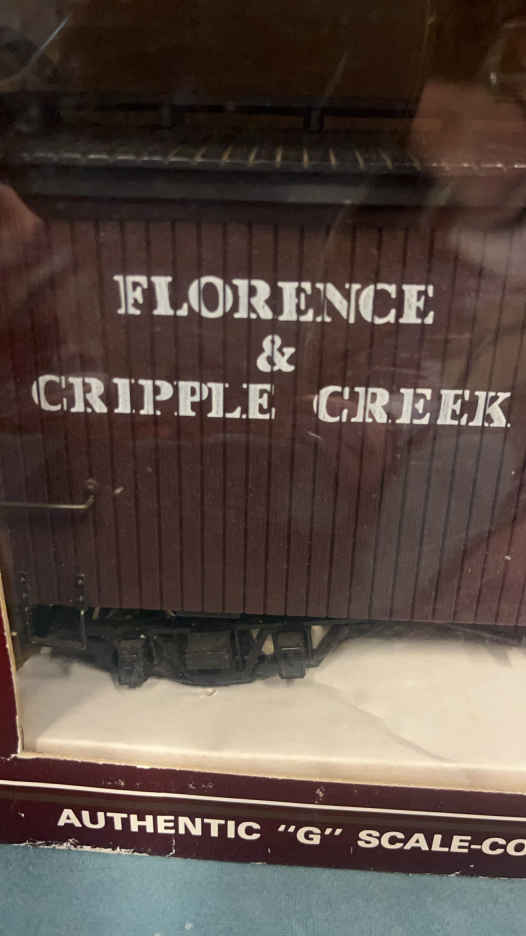 FLORENCE
&
CRIPPLE CREEK
AUTHENTIC "G" SCALE-CO